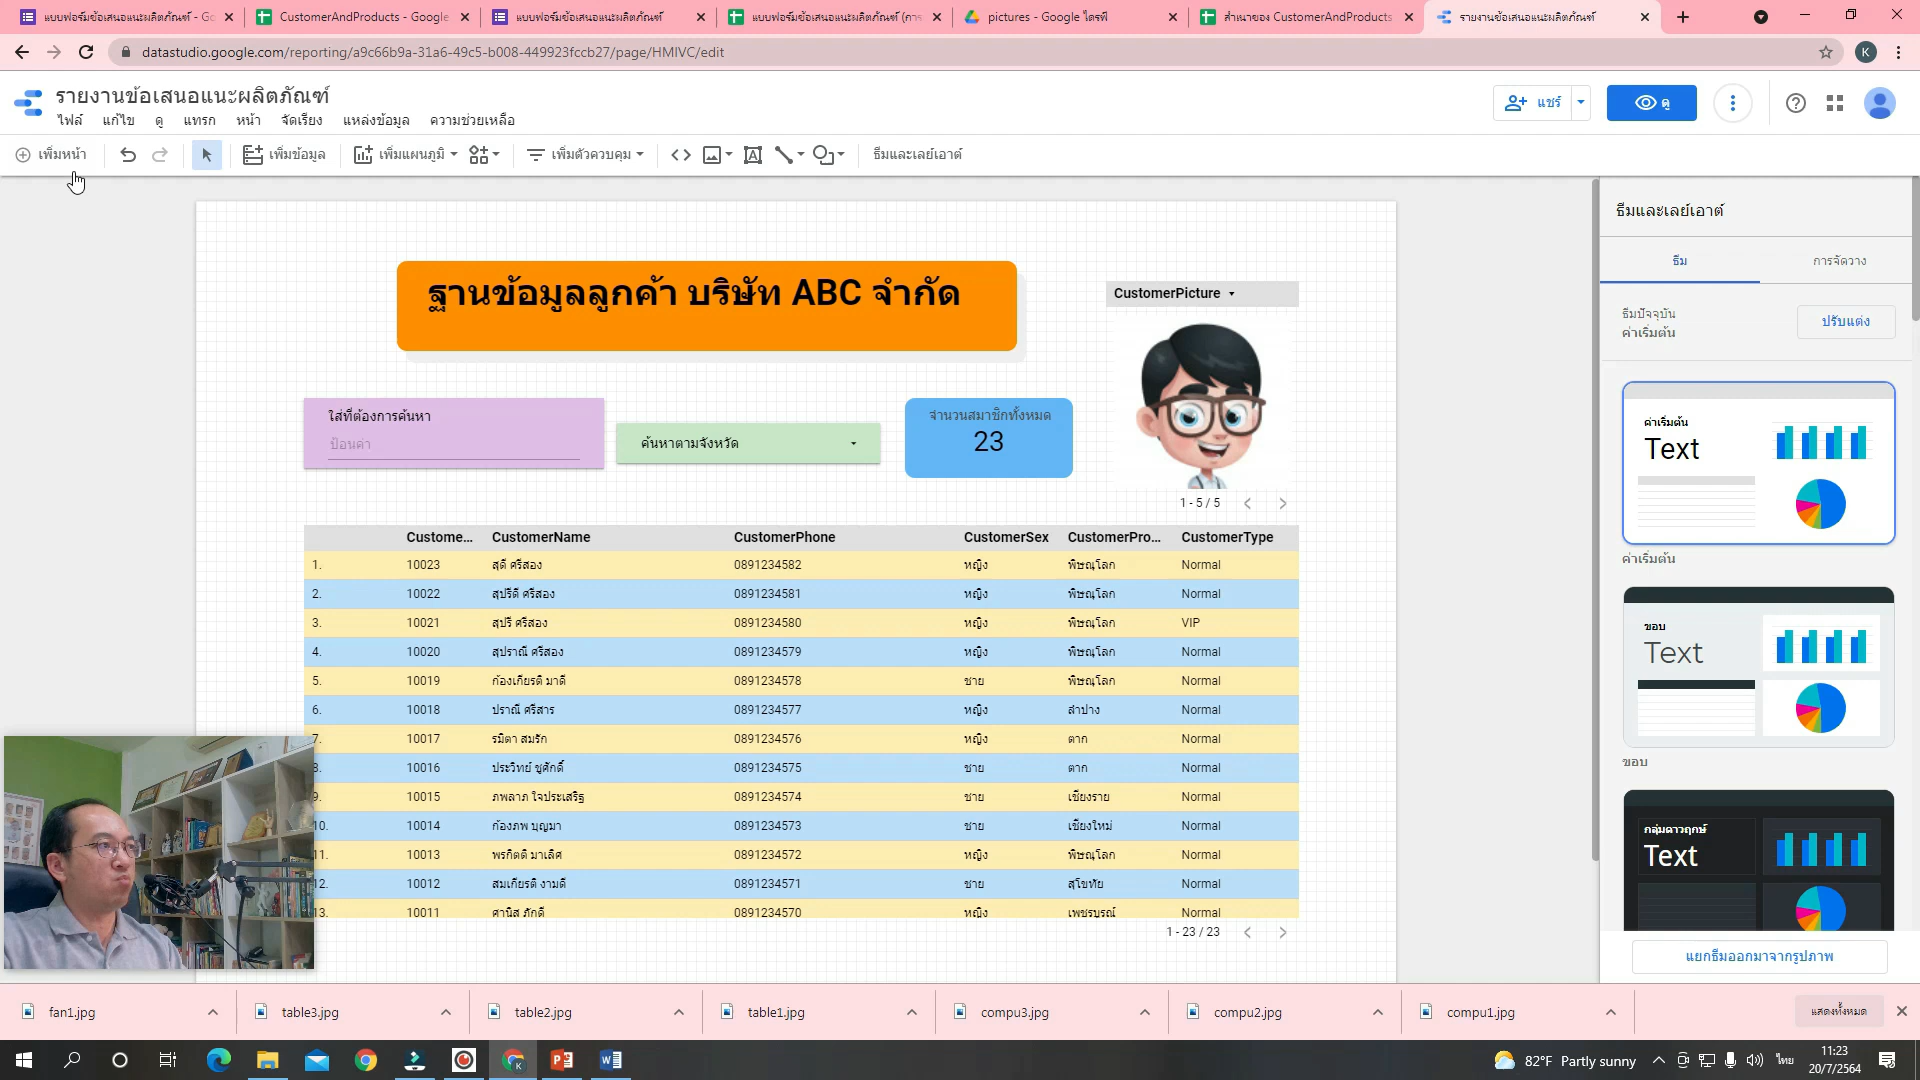 แบบฟอร์มข้อเสนอแนะผลิตภัณฑ์ - Go
CustomerAndProducts - Google
แบบฟอร์มข้อเสนอแนะผลิตภัณฑ์
แบบฟอร์มข้อเสนอแนะผลิตภัณฑ์ (การ
pictures - Google ไดรฟ์
สำเนาของ CustomerAndProducts
รายงานข้อเสนอแนะผลิตภัณฑ์
datastudio.google.com/reporting/a9c66b9a-31a6-49c5-b008-449923fccb27/page/HMIVC/edit
K
รายงานข้อเสนอแนะผลิตภัณฑ์
ไฟล์ แก้ไข ดู แทรก หน้า จัดเรียง แหล่งข้อมูล ความช่วยเหลือ
แชร์
ดู
เพิ่มหน้า เพิ่มข้อมูล เพิ่มแผนภูมิ เพิ่มตัวควบคุม ธีมและเลย์เอาต์
ฐานข้อมูลลูกค้า บริษัท ABC จำกัด
CustomerPicture
ใส่ที่ต้องการค้นหา
ป้อนค่า
ค้นหาตามจังหวัด
จำนวนสมาชิกทั้งหมด
23
1 - 5 / 5
Custome... CustomerName CustomerPhone CustomerSex CustomerPro... CustomerType
1. 10023 สุดี ศรีสอง 0891234582 หญิง พิษณุโลก Normal
2. 10022 สุปรีดี ศรีสอง 0891234581 หญิง พิษณุโลก Normal
3. 10021 สุปรี ศรีสอง 0891234580 หญิง พิษณุโลก VIP
4. 10020 สุปราณี ศรีสอง 0891234579 หญิง พิษณุโลก Normal
5. 10019 ก้องเกียรติ มาดี 0891234578 ชาย พิษณุโลก Normal
6. 10018 ปราณี ศรีสาร 0891234577 หญิง ลำปาง Normal
7. 10017 รมิตา สมรัก 0891234576 หญิง ตาก Normal
8. 10016 ประวิทย์ ชูศักดิ์ 0891234575 ชาย ตาก Normal
9. 10015 ภพลาภ ใจประเสริฐ 0891234574 ชาย เชียงราย Normal
10. 10014 ก้องภพ บุญมา 0891234573 ชาย เชียงใหม่ Normal
11. 10013 พรกิตติ มาเลิศ 0891234572 หญิง พิษณุโลก Normal
12. 10012 สมเกียรติ งามดี 0891234571 ชาย สุโขทัย Normal
13. 10011 ศานิส ภักดี 0891234570 หญิง เพชรบูรณ์ Normal
1 - 23 / 23
ธีมและเลย์เอาต์
ธีม การจัดวาง
ธีมปัจจุบัน
ค่าเริ่มต้น
ปรับแต่ง
ค่าเริ่มต้น
Text
ค่าเริ่มต้น
ขอบ
Text
ขอบ
กลุ่มดาวฤกษ์
Text
แยกธีมออกมาจากรูปภาพ
fan1.jpg
table3.jpg
table2.jpg
table1.jpg
compu3.jpg
compu2.jpg
compu1.jpg
แสดงทั้งหมด
82°F Partly sunny
ไทย
11:23
20/7/2564